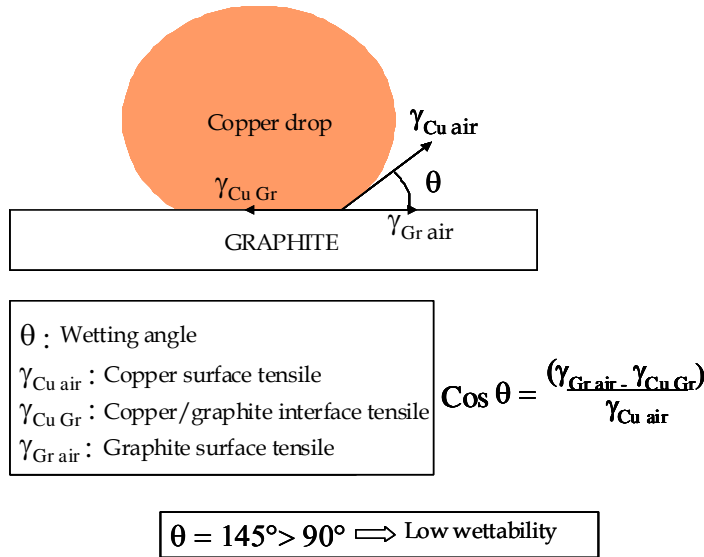 Copper drop
γCu air
θ
γCu Gr
γGr air
GRAPHITE
θ : Wetting angle
γCu air : Copper surface tensile
γCu Gr : Copper/graphite interface tensile
γGr air : Graphite surface tensile
Cos θ = (γGr air - γCu Gr) / γCu air
θ = 145°> 90° ⇨ Low wettability